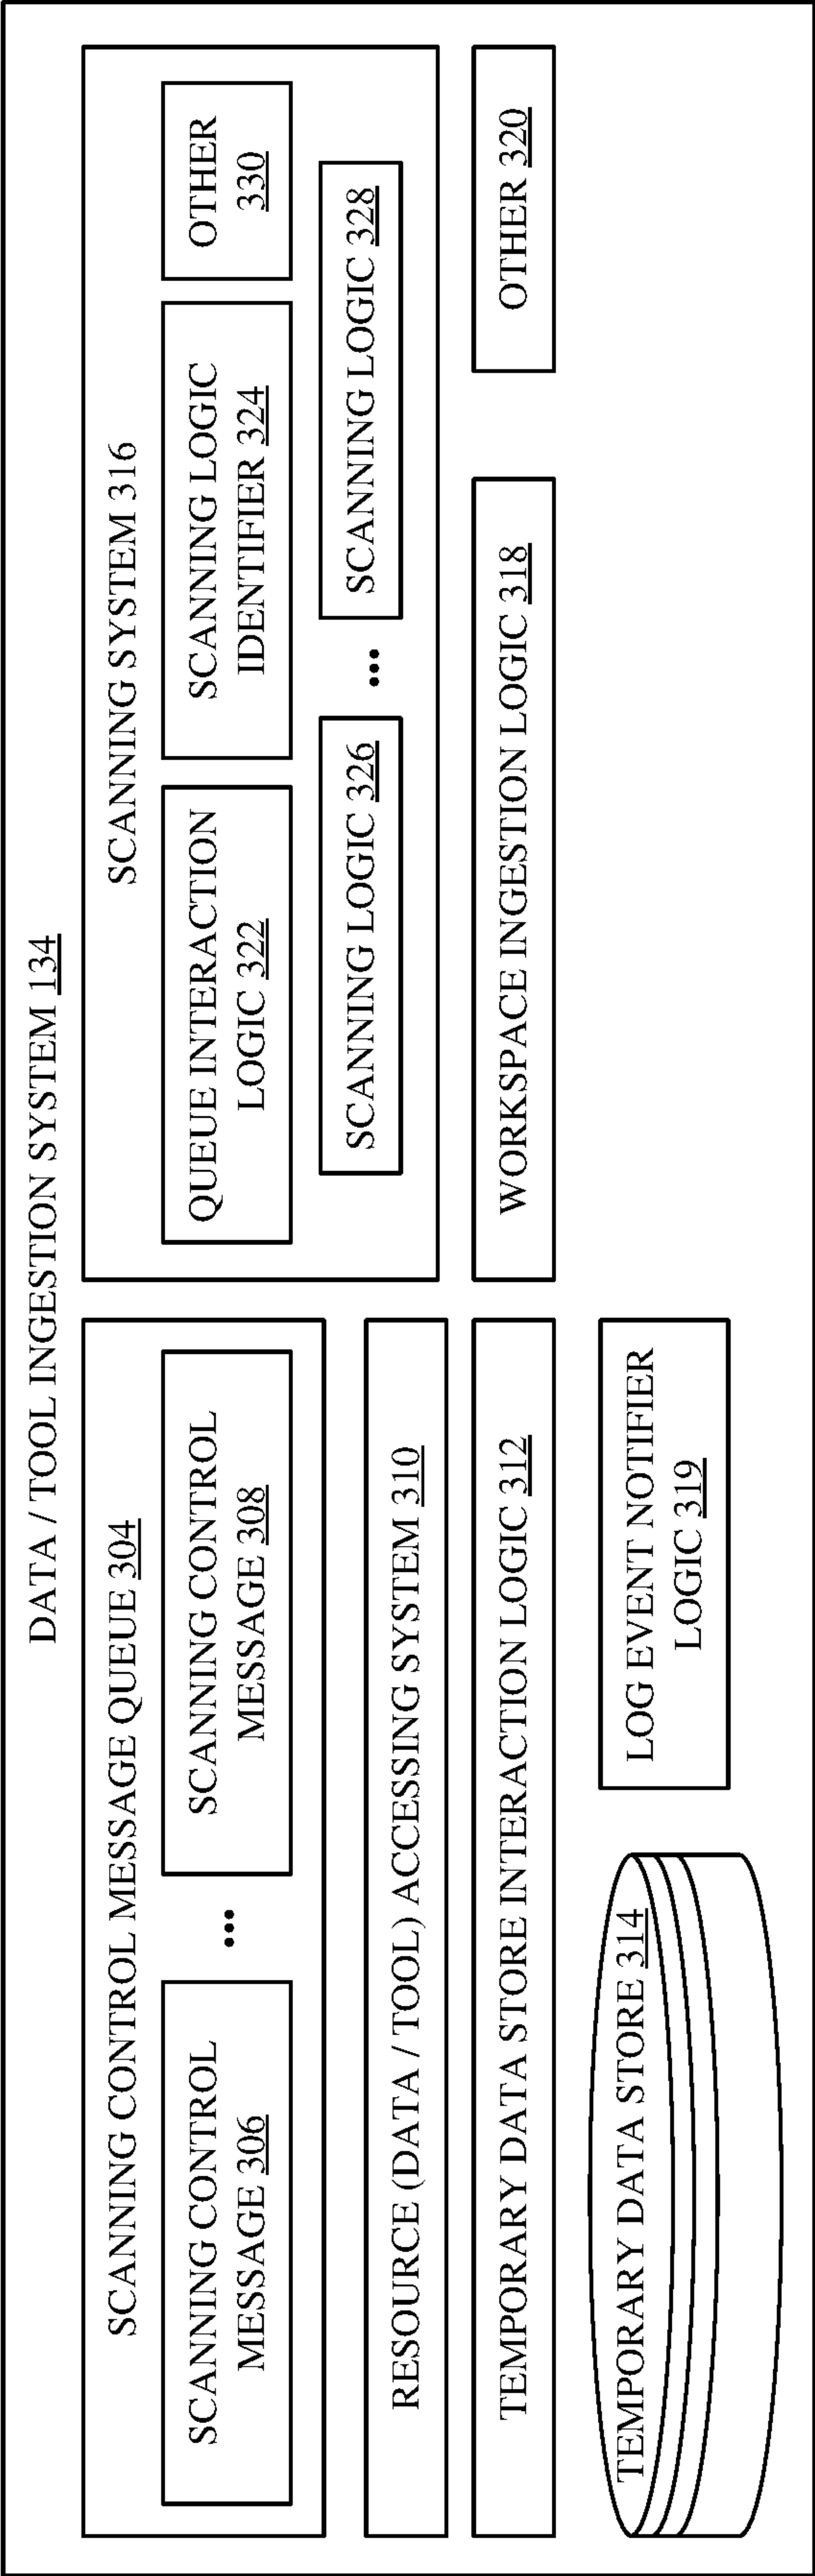 DATA / TOOL INGESTION SYSTEM 134
SCANNING CONTROL MESSAGE QUEUE 304
SCANNING CONTROL
MESSAGE 306
...
SCANNING CONTROL
MESSAGE 308
RESOURCE (DATA / TOOL) ACCESSING SYSTEM 310
TEMPORARY DATA STORE INTERACTION LOGIC 312
TEMPORARY DATA STORE 314
LOG EVENT NOTIFIER
LOGIC 319
SCANNING SYSTEM 316
QUEUE INTERACTION
LOGIC 322
SCANNING LOGIC
IDENTIFIER 324
OTHER
330
SCANNING LOGIC 326
...
SCANNING LOGIC 328
WORKSPACE INGESTION LOGIC 318
OTHER 320